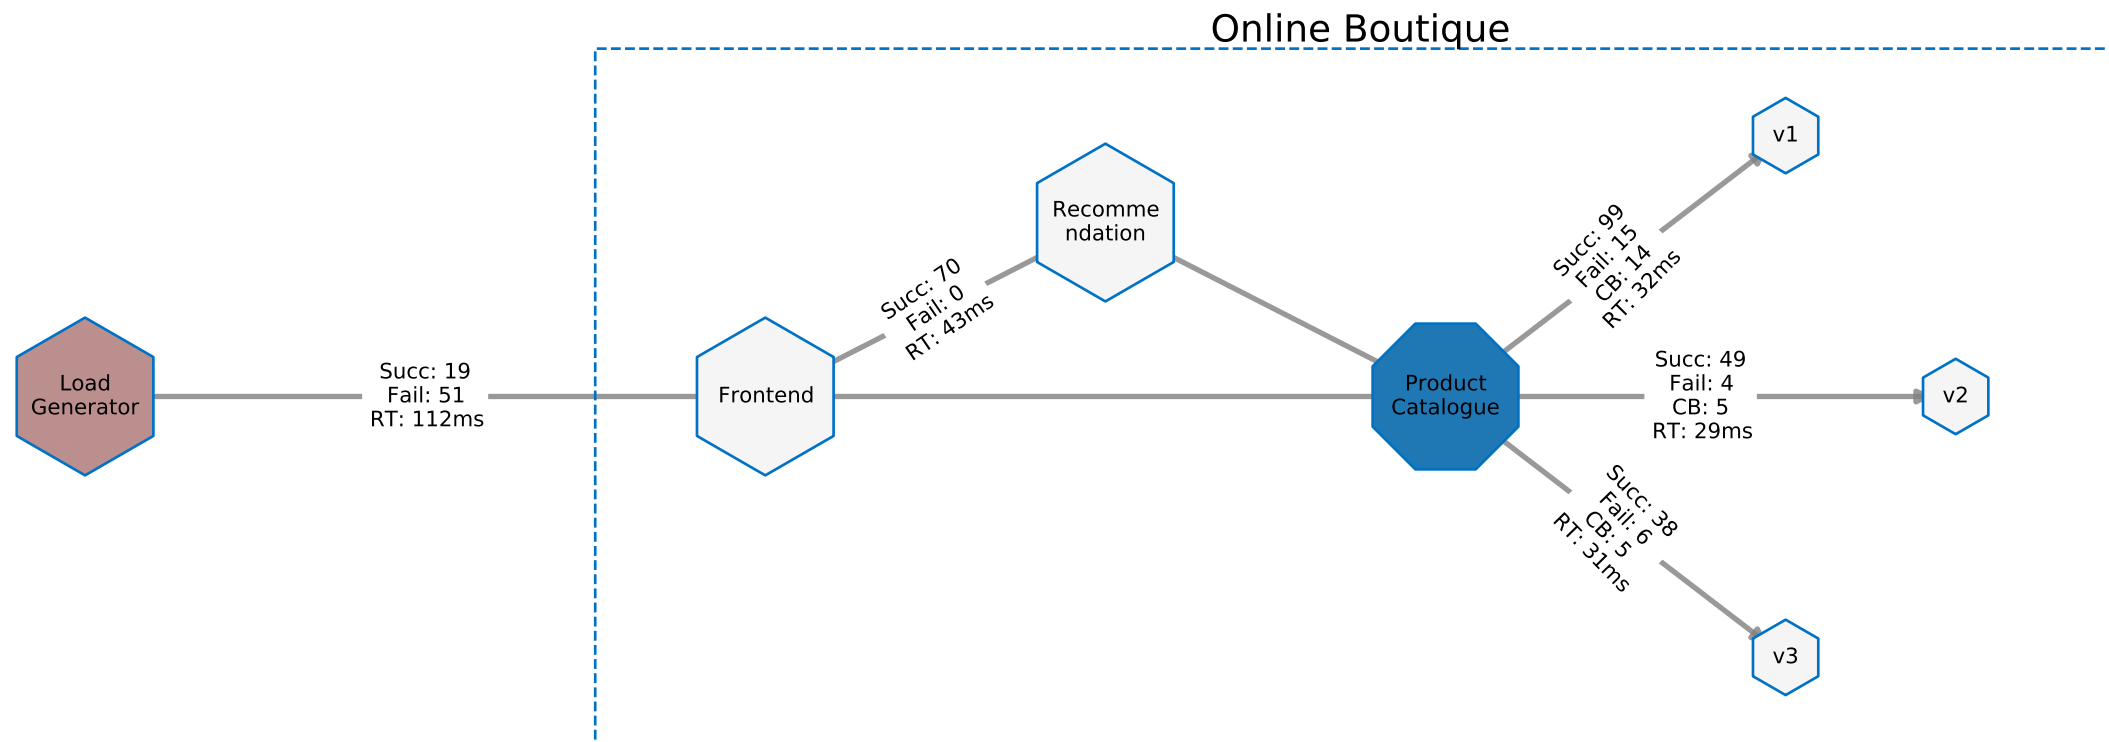 Online Boutique
Load
Generator
Succ: 19
Fail: 51
RT: 112ms
Frontend
Succ: 70
Fail: 0
RT: 43ms
Recomme
ndation
Product
Catalogue
Succ: 99
Fail: 15
CB: 14
RT: 32ms
v1
Succ: 49
Fail: 4
CB: 5
RT: 29ms
v2
Succ: 38
Fail: 6
CB: 5
RT: 31ms
v3